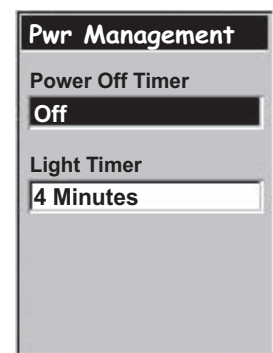 Pwr Management
Power Off Timer
Off
Light Timer
4 Minutes